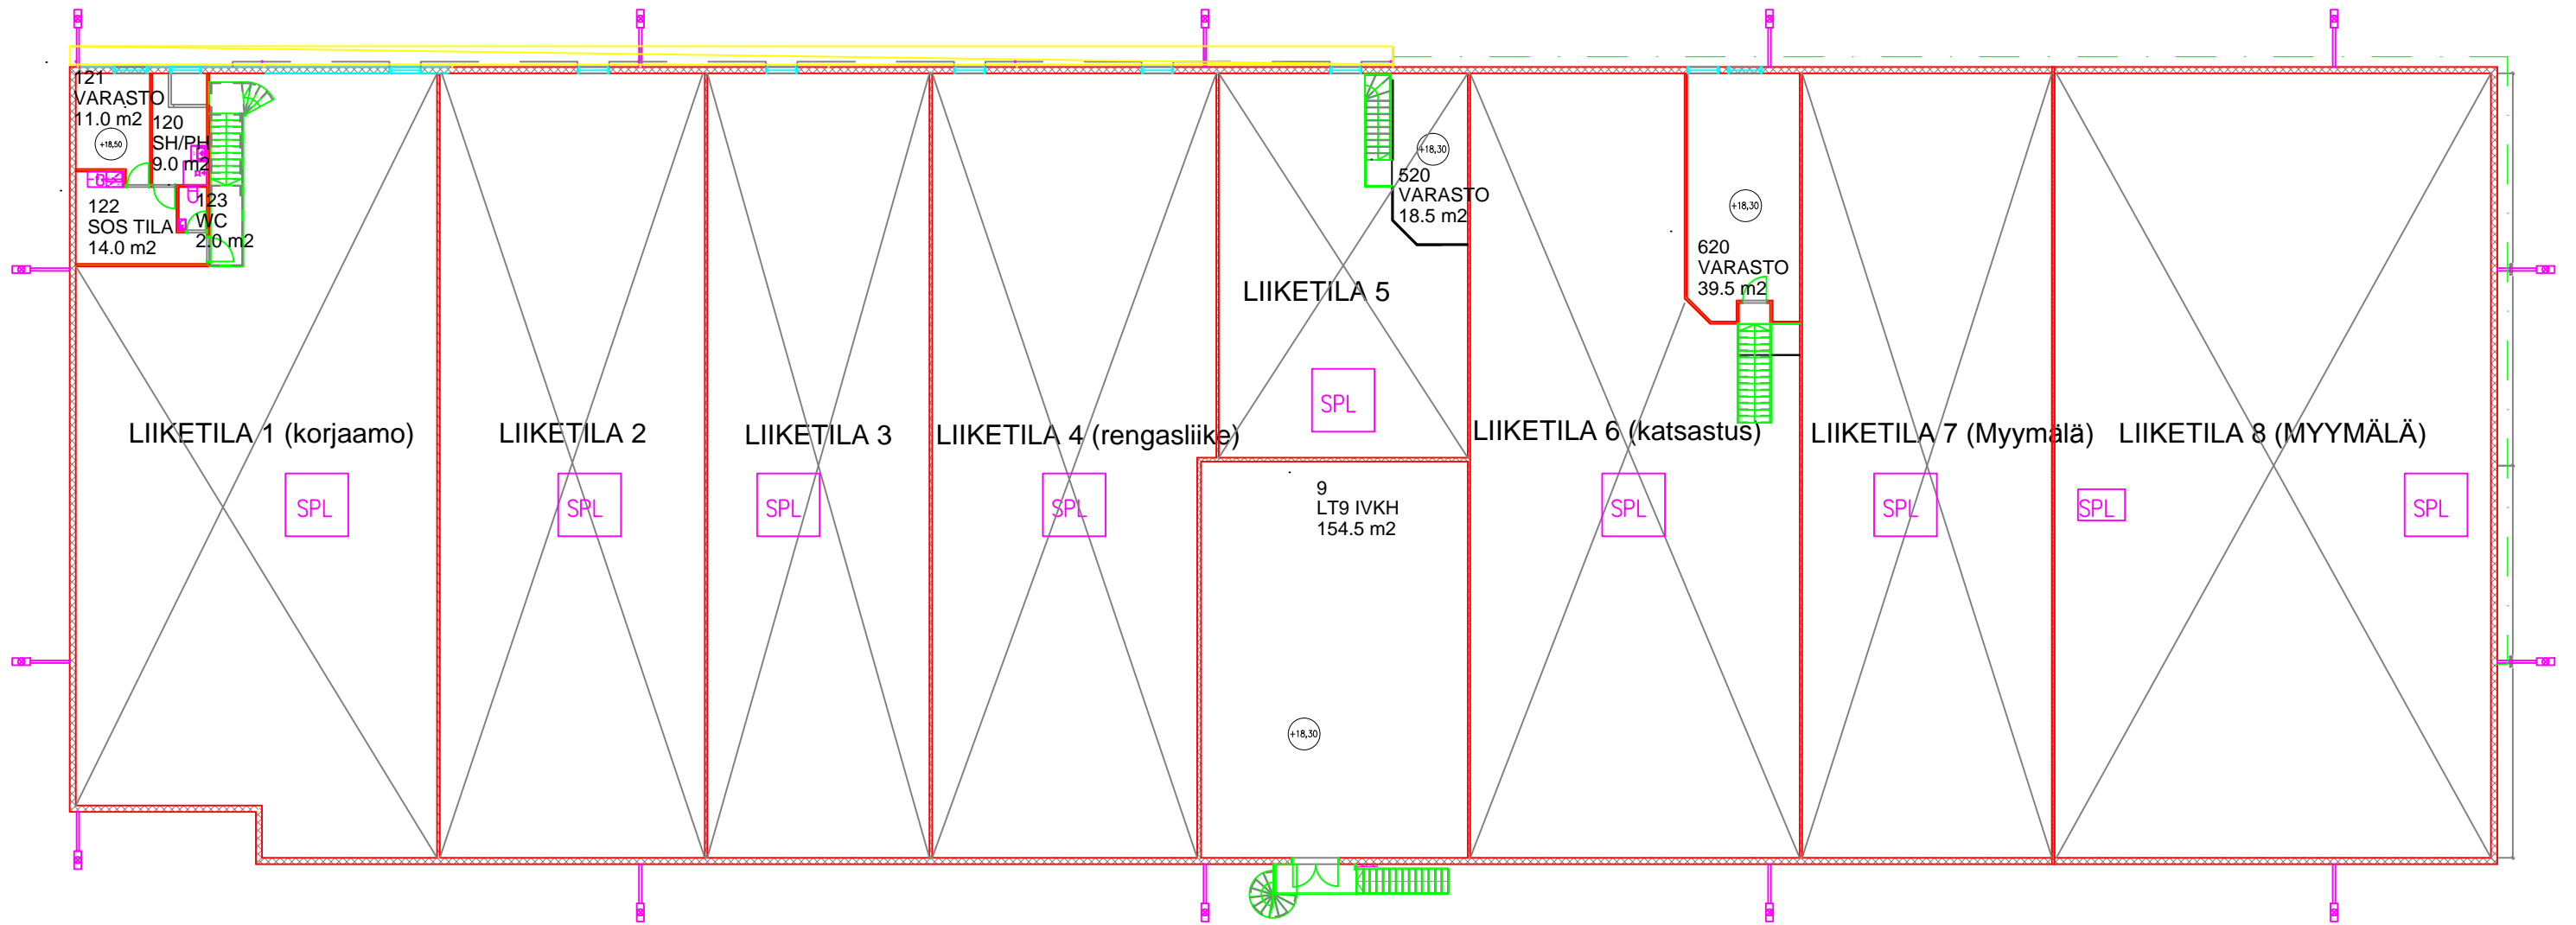 121
VARASTO
11.0 m2
+18,50
120
SH/PH
9.0 m2
122
SOS TILA
14.0 m2
123
WC
2.0 m2
+18,30
520
VARASTO
18.5 m2
+18,30
620
VARASTO
39.5 m2
LIIKETILA 5
SPL
LIIKETILA 1 (korjaamo)
LIIKETILA 2
LIIKETILA 3
LIIKETILA 4 (rengasliike)
LIIKETILA 6 (katsastus)
LIIKETILA 7 (Myymälä)
LIIKETILA 8 (MYYMÄLÄ)
SPL
SPL
SPL
SPL
9
LT9 IVKH
154.5 m2
SPL
SPL
SPL
SPL
+18,30